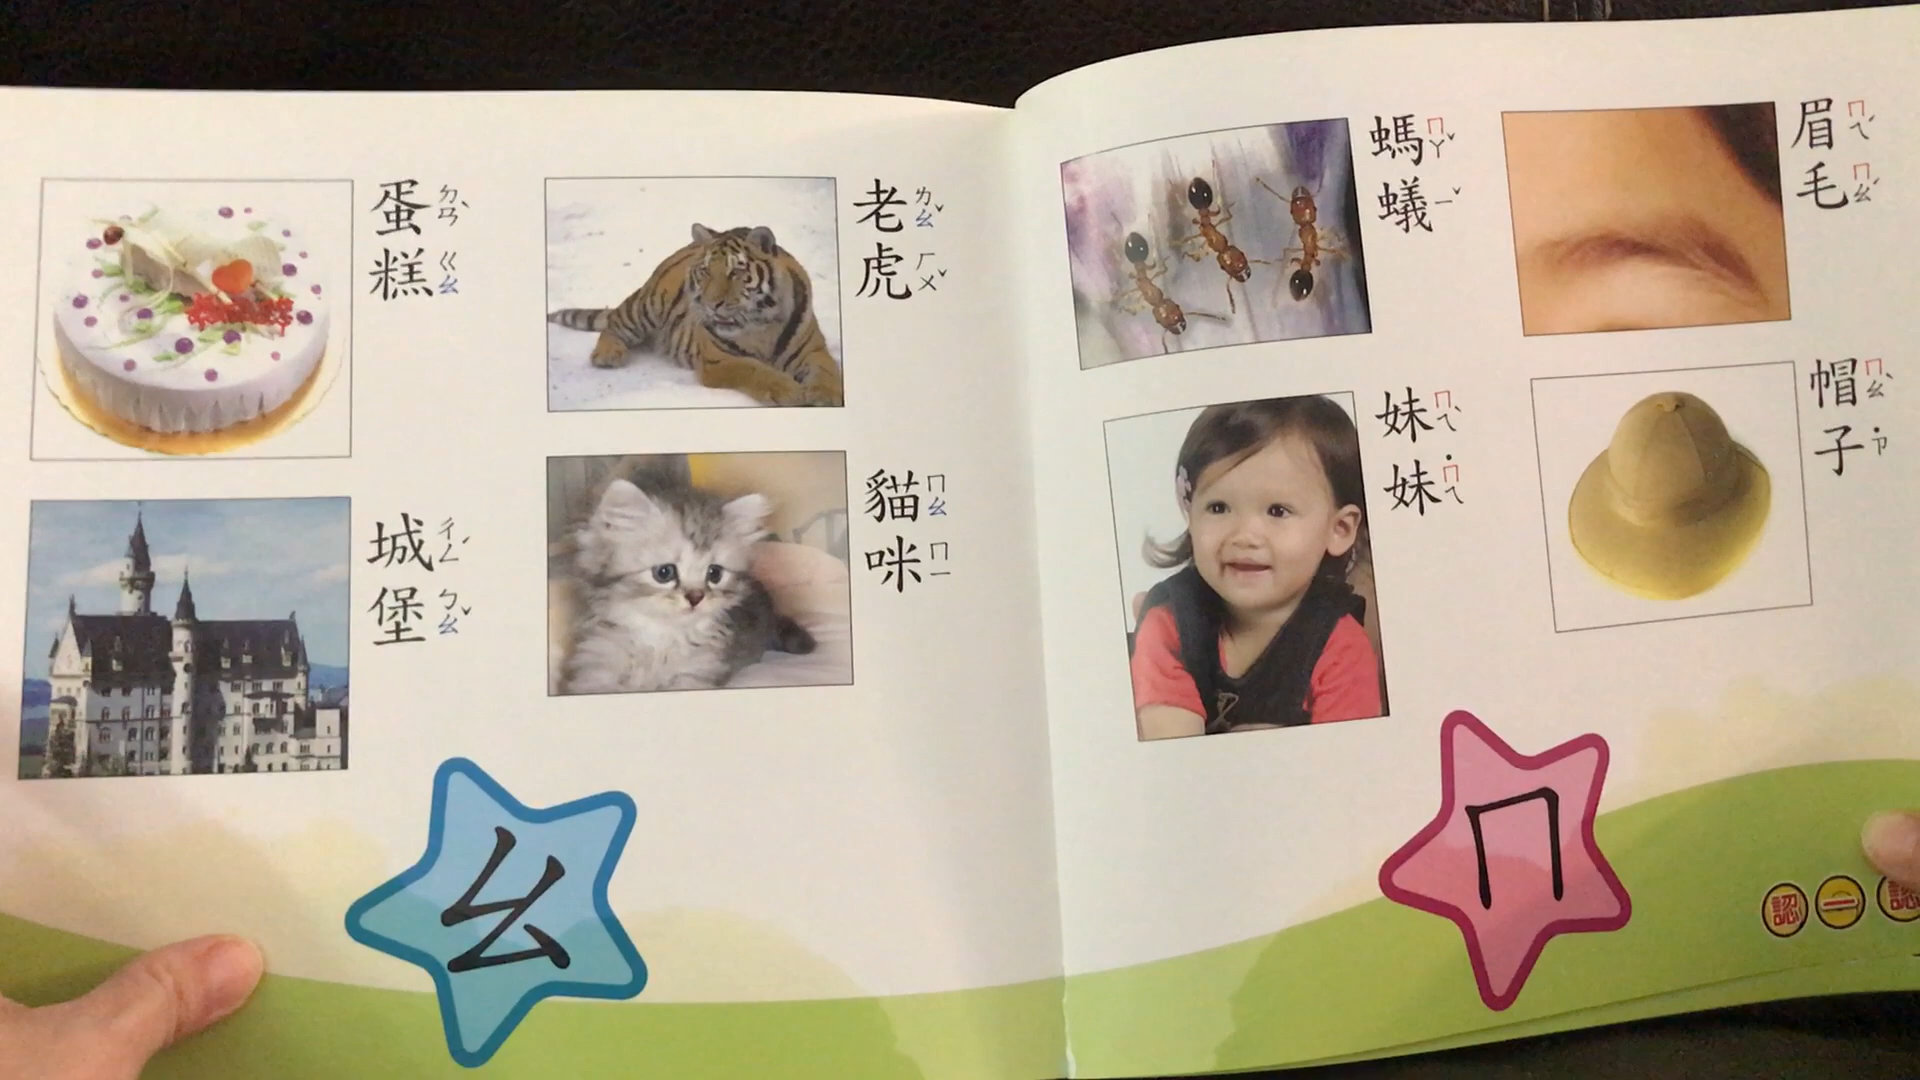 蛋糕 ㄉㄢˋ ㄍㄠ
城堡 ㄔㄥˊ ㄅㄠˇ
老虎 ㄌㄠˇ ㄏㄨˇ
貓咪 ㄇㄠ ㄇㄧ
ㄠ
螞蟻 ㄇㄚˇ ㄧˇ
妹妹 ㄇㄟˋ ˙ㄇㄟ
眉毛 ㄇㄟˊ ㄇㄠˊ
帽子 ㄇㄠˋ ˙ㄗ
ㄇ
認一認